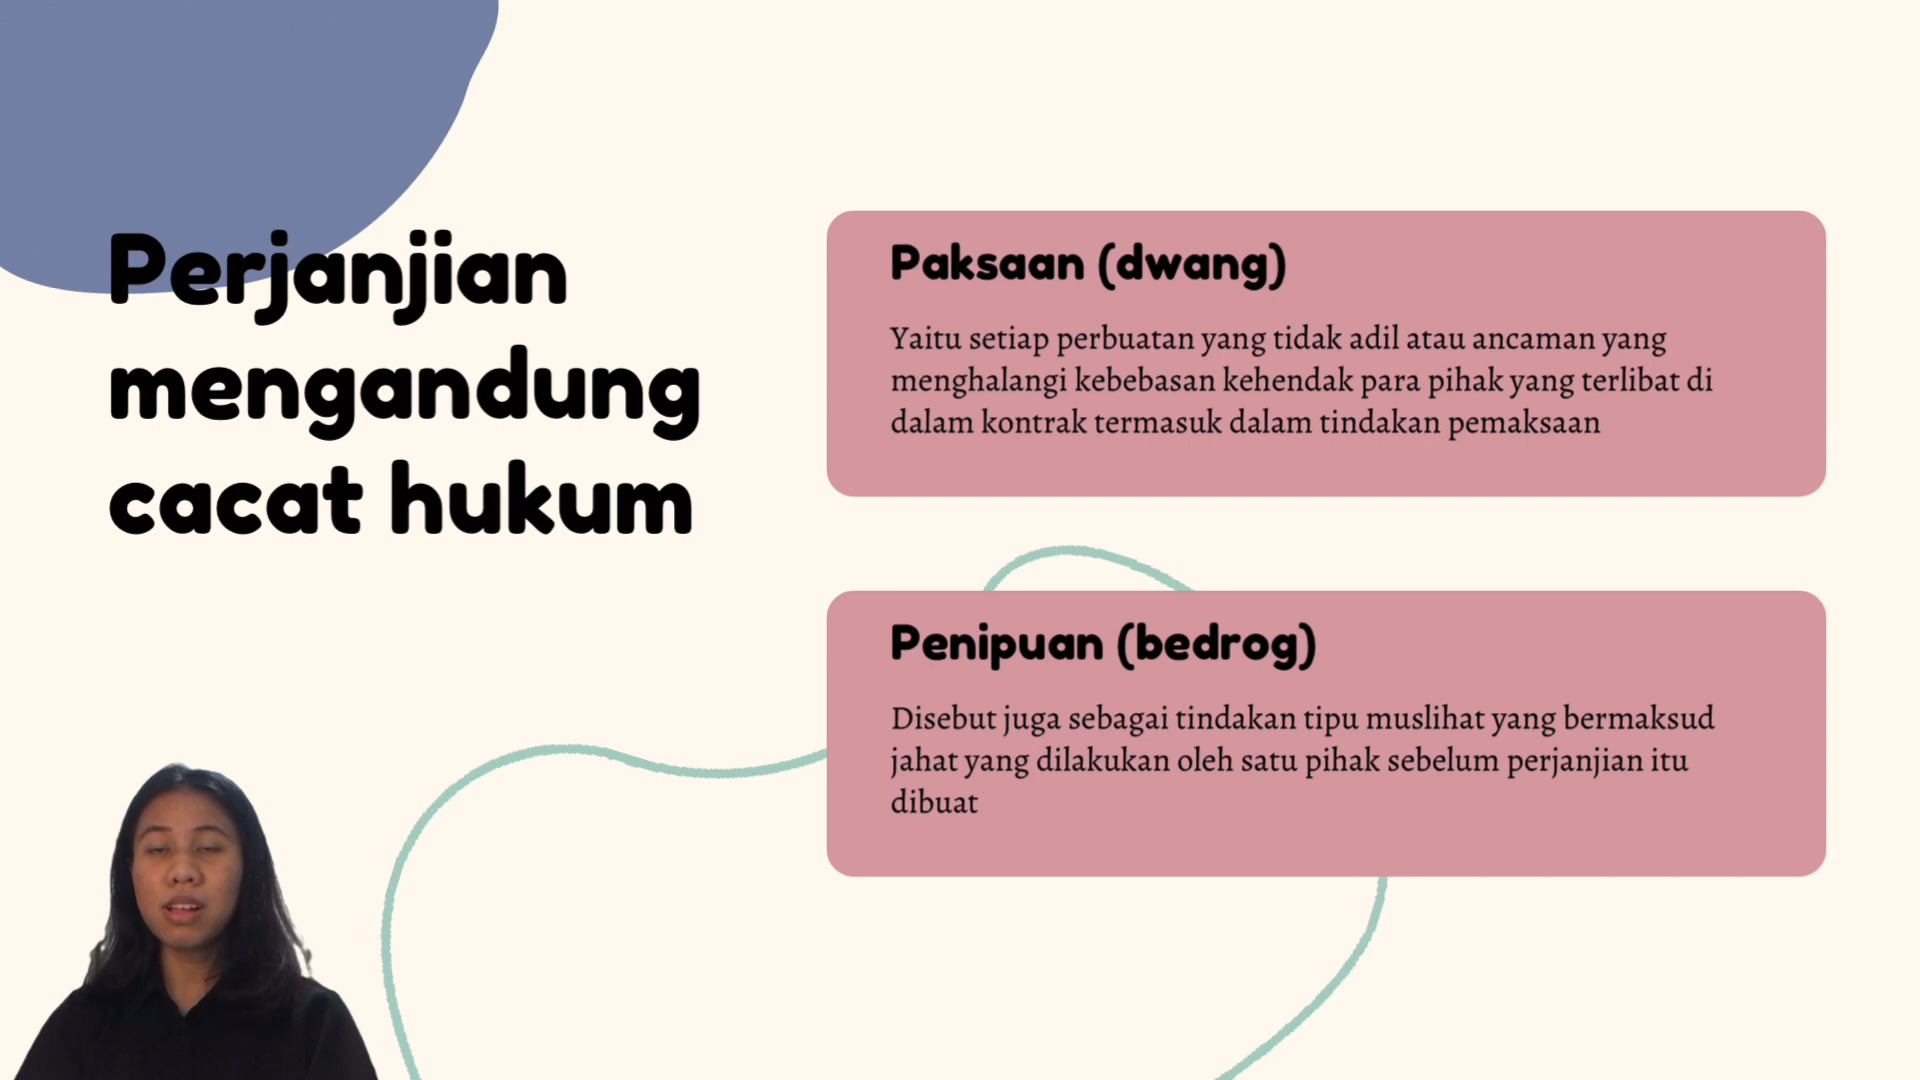 Perjanjian
mengandung
cacat hukum
Paksaan (dwang)
Yaitu setiap perbuatan yang tidak adil atau ancaman yang
menghalangi kebebasan kehendak para pihak yang terlibat di
dalam kontrak termasuk dalam tindakan pemaksaan
Penipuan (bedrog)
Disebut juga sebagai tindakan tipu muslihat yang bermaksud
jahat yang dilakukan oleh satu pihak sebelum perjanjian itu
dibuat